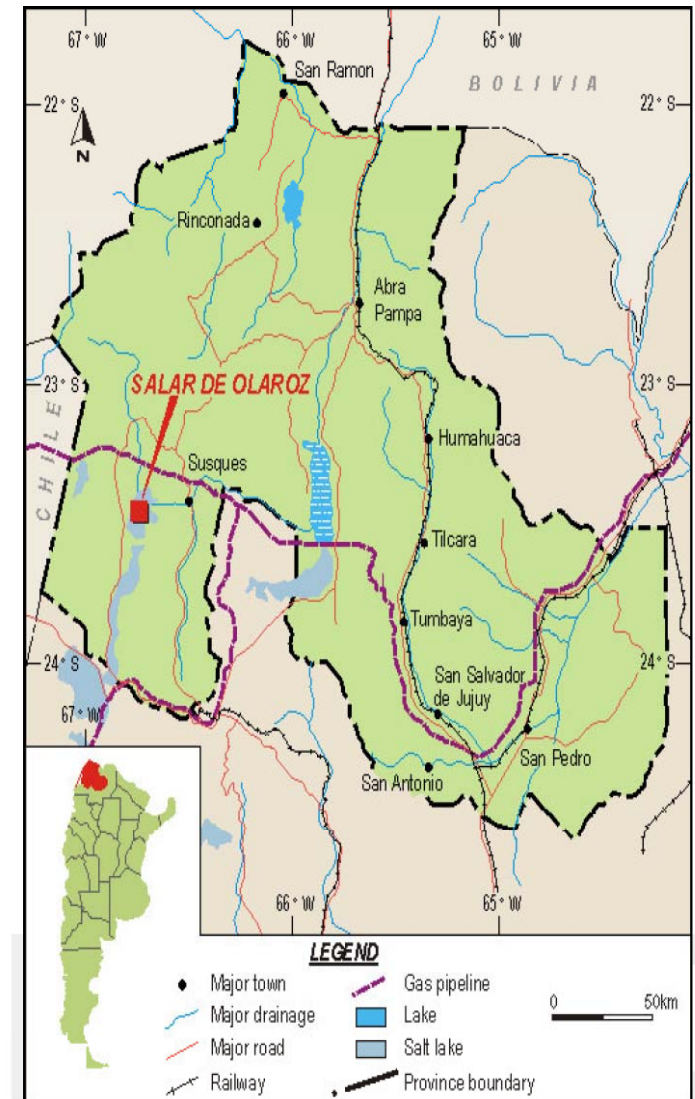 67° W
66° W
65° W
San Ramon
BOLIVIA
22° S
22° S
N
Rinconada
Abra
Pampa
23° S
23° S
SALAR DE OLAROZ
CHILE
Humahuaca
Susques
Tilcara
Tumbaya
24° S
24° S
San Salvador
de Jujuy
67° W
San Pedro
San Antonio
66° W
65° W
LEGEND
Major town
Gas pipeline
Major drainage
Lake
0 50km
Major road
Salt lake
Railway
Province boundary